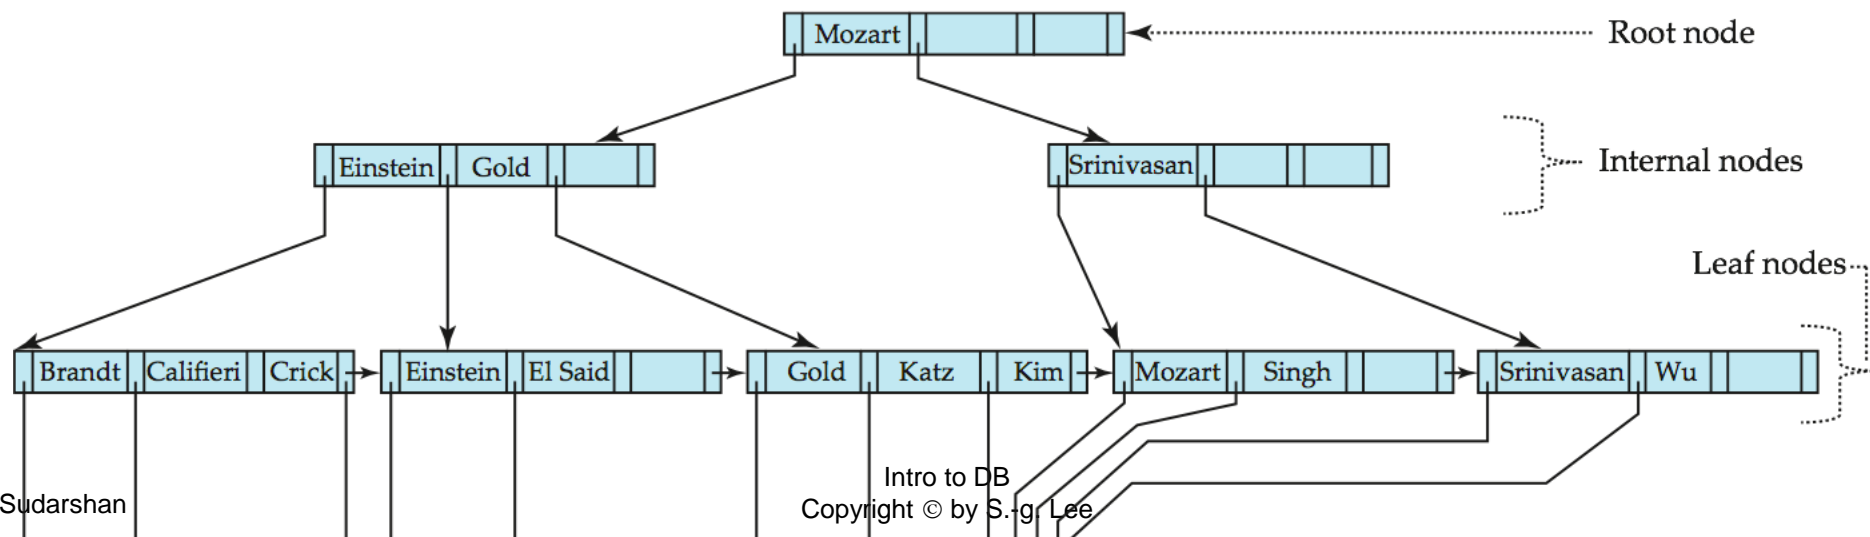 Mozart
Root node
Einstein Gold
Srinivasan
Internal nodes
Leaf nodes
Brandt Califieri Crick
Einstein El Said
Gold Katz Kim
Mozart Singh
Srinivasan Wu
Intro to DB
Sudarshan
Copyright © by S.-g. Lee